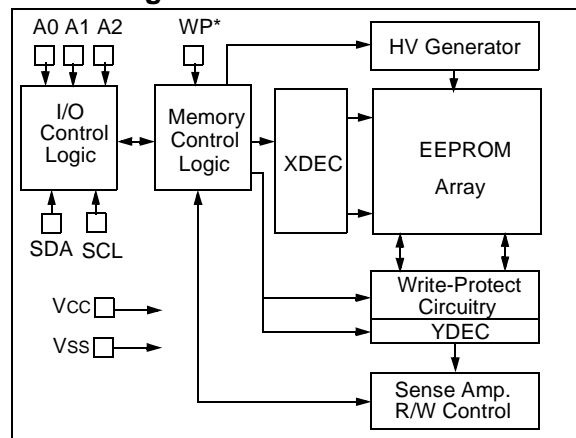 A0 A1 A2
WP*
HV Generator
I/O
Control
Logic
Memory
Control
Logic
XDEC
EEPROM
Array
SDA
SCL
Write-Protect
Circuitry
YDEC
VCC
VSS
Sense Amp.
R/W Control